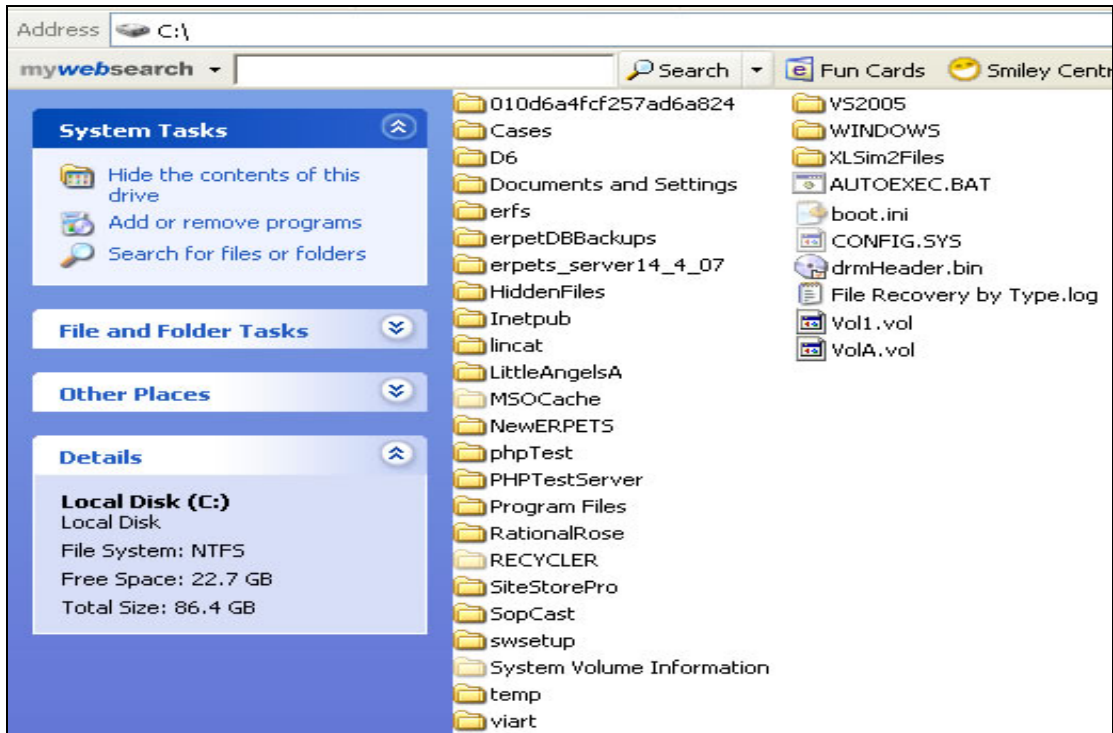 Address C:\
mywebsearch Search Fun Cards Smiley Centr
System Tasks
Hide the contents of this
drive
Add or remove programs
Search for files or folders
File and Folder Tasks
Other Places
Details
Local Disk (C:)
Local Disk
File System: NTFS
Free Space: 22.7 GB
Total Size: 86.4 GB
010d6a4fcf257ad6a824
Cases
D6
Documents and Settings
erfs
erpetDBBackups
erpets_server14_4_07
HiddenFiles
Inetpub
lincat
LittleAngelsA
MSOCache
NewERPETS
phpTest
PHPTestServer
Program Files
RationalRose
RECYCLER
SiteStorePro
SopCast
swsetup
System Volume Information
temp
viart
VS2005
WINDOWS
XLSim2Files
AUTOEXEC.BAT
boot.ini
CONFIG.SYS
drmHeader.bin
File Recovery by Type.log
Vol1.vol
VolA.vol